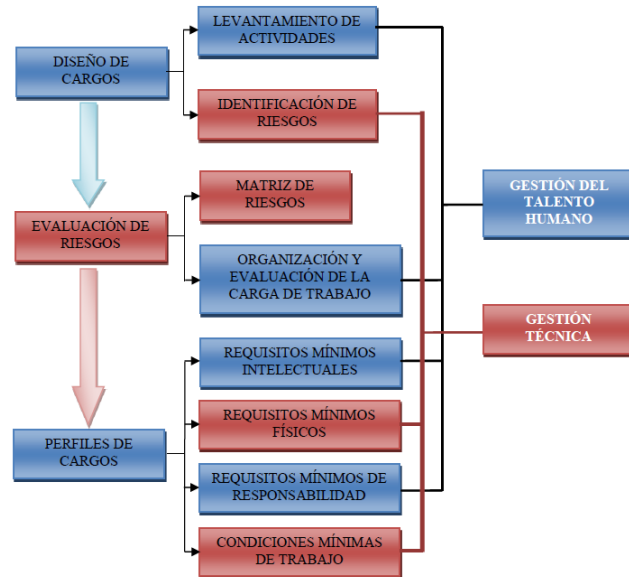 LEVANTAMIENTO DE
ACTIVIDADES
DISEÑO DE
CARGOS
IDENTIFICACIÓN DE
RIESGOS
MATRIZ DE
RIESGOS
GESTIÓN DEL
TALENTO
HUMANO
EVALUACIÓN DE
RIESGOS
ORGANIZACIÓN Y
EVALUACIÓN DE LA
CARGA DE TRABAJO
GESTIÓN
TÉCNICA
REQUISITOS MÍNIMOS
INTELECTUALES
REQUISITOS MÍNIMOS
FÍSICOS
PERFILES DE
CARGOS
REQUISITOS MÍNIMOS DE
RESPONSABILIDAD
CONDICIONES MÍNIMAS
DE TRABAJO